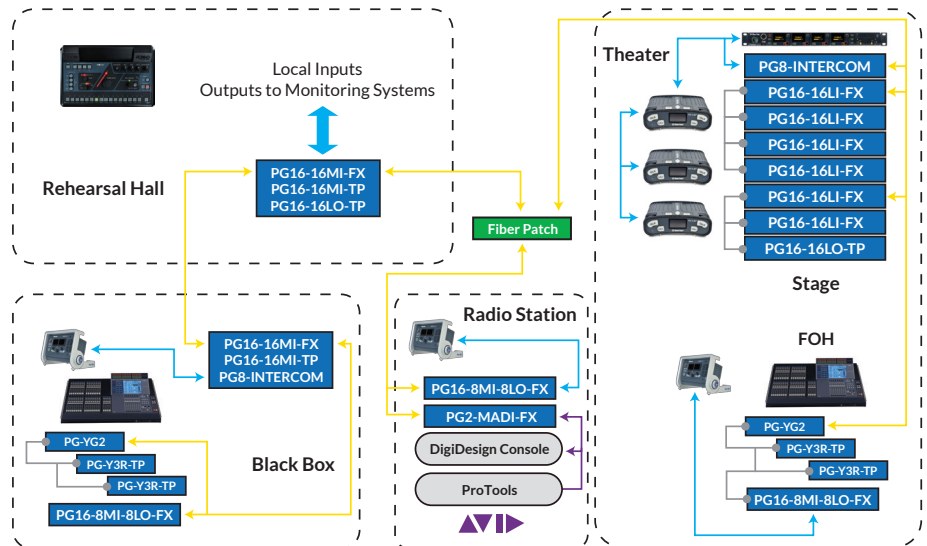 Local Inputs
Outputs to Monitoring Systems
PG16-16MI-FX
PG16-16MI-TP
PG16-16LO-TP
Rehearsal Hall
Fiber Patch
Theater
PG8-INTERCOM
PG16-16LI-FX
PG16-16LI-FX
PG16-16LI-FX
PG16-16LI-FX
PG16-16LI-FX
PG16-16LI-FX
PG16-16LO-TP
Stage
PG16-16MI-FX
PG16-16MI-TP
PG8-INTERCOM
PG-YG2
PG-Y3R-TP
PG-Y3R-TP
PG16-8MI-8LO-FX
Black Box
Radio Station
PG16-8MI-8LO-FX
PG2-MADI-FX
DigiDesign Console
ProTools
AVID
FOH
PG-YG2
PG-Y3R-TP
PG-Y3R-TP
PG16-8MI-8LO-FX